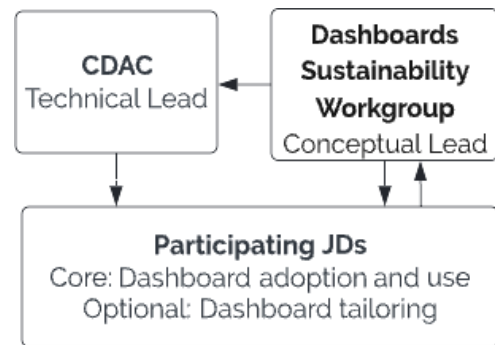 CDAC
Technical Lead
Dashboards
Sustainability
Workgroup
Conceptual Lead
Participating JDs
Core: Dashboard adoption and use
Optional: Dashboard tailoring